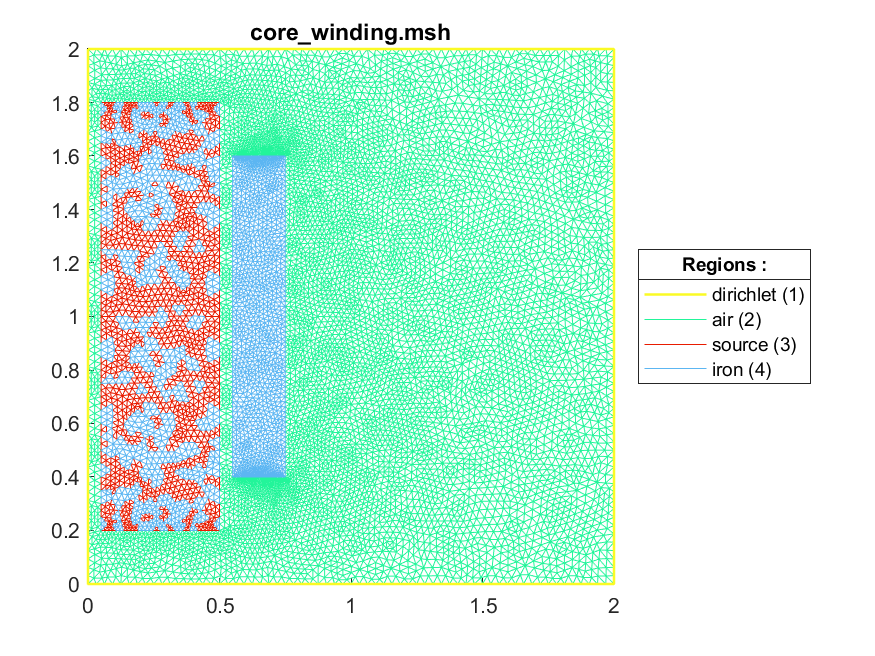 core_winding.msh
2
1.8
1.6
1.4
1.2
1
0.8
0.6
0.4
0.2
0
0 0.5 1 1.5 2
Regions :
dirichlet (1)
air (2)
source (3)
iron (4)